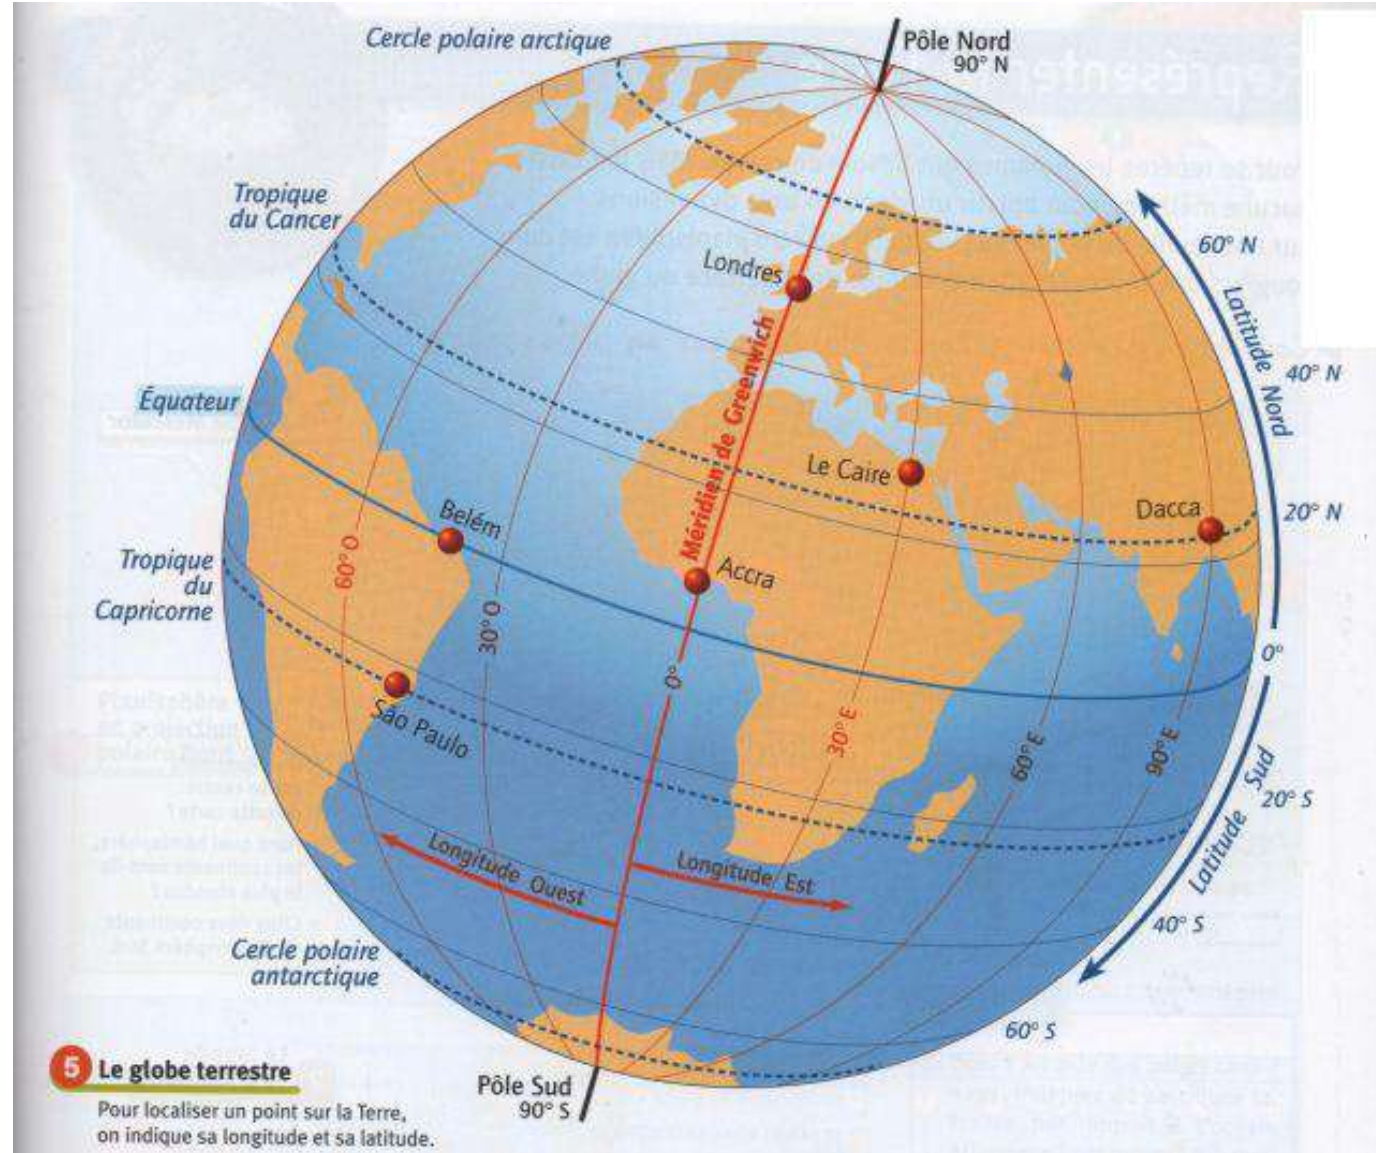 Cercle polaire arctique
Pôle Nord
90° N
Tropique
du Cancer
60° N
Londres
Latitude Nord
Méridien de Greenwich
40° N
Équateur
Le Caire
Belém
Dacca
20° N
Tropique
du
Capricorne
60° O
Accra
30° O
0°
0°
São Paulo
30° E
60° E
90° E
Latitude Sud
20° S
Longitude Ouest
Longitude Est
40° S
Cercle polaire
antarctique
60° S
5 Le globe terrestre
Pôle Sud
90° S
Pour localiser un point sur la Terre,
on indique sa longitude et sa latitude.